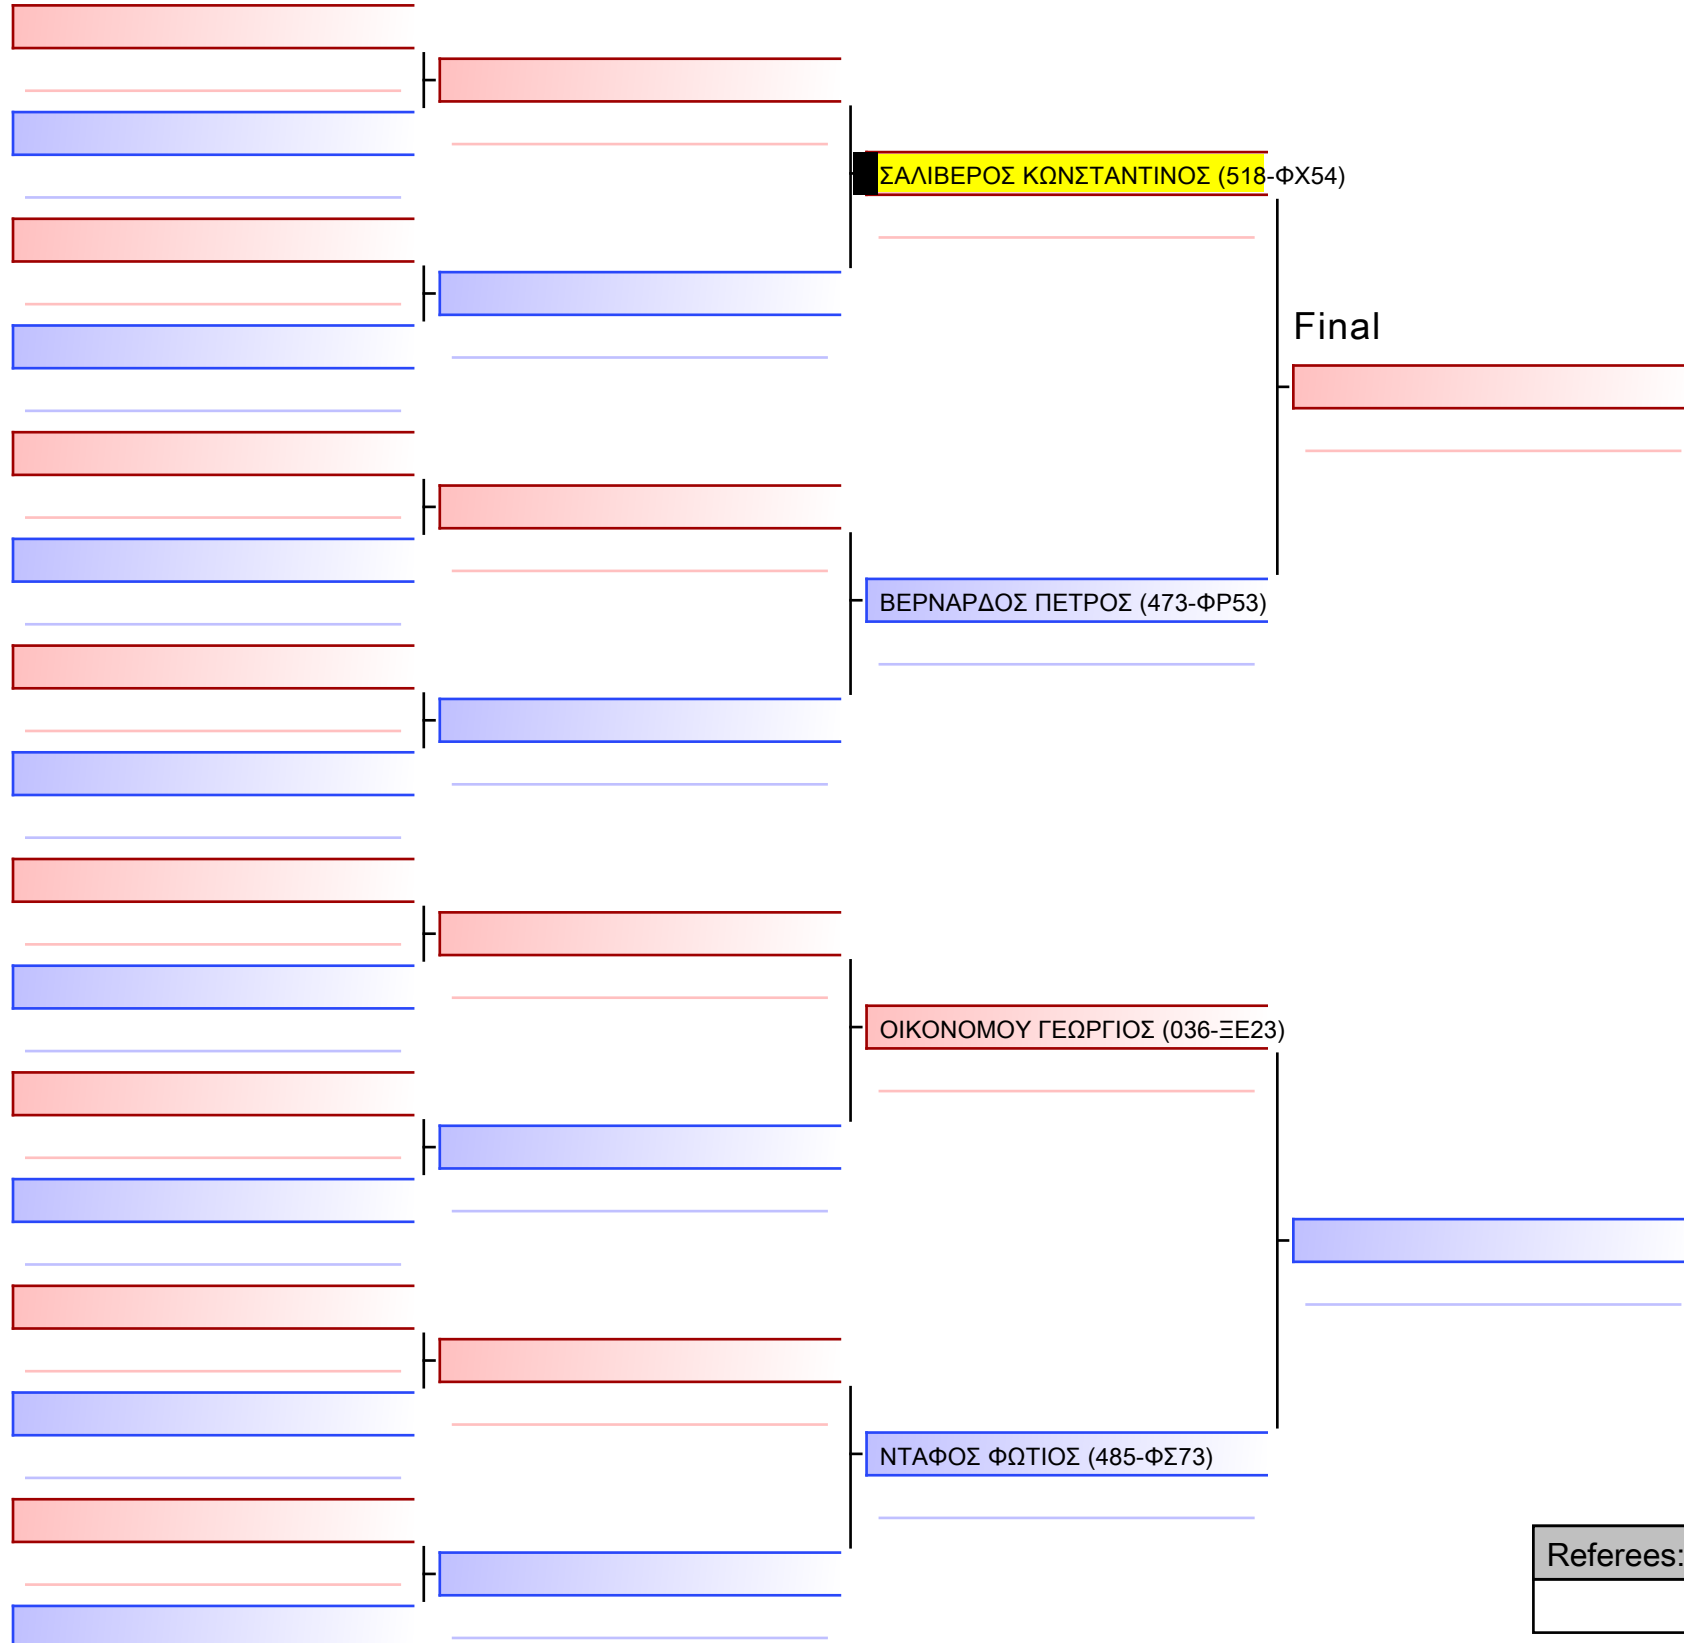 ΣΑΛΙΒΕΡΟΣ ΚΩΝΣΤΑΝΤΙΝΟΣ (518-ΦΧ54)
Final
ΒΕΡΝΑΡΔΟΣ ΠΕΤΡΟΣ (473-ΦΡ53)
ΟΙΚΟΝΟΜΟΥ ΓΕΩΡΓΙΟΣ (036-ΞΕ23)
ΝΤΑΦΟΣ ΦΩΤΙΟΣ (485-ΦΣ73)
Referees: